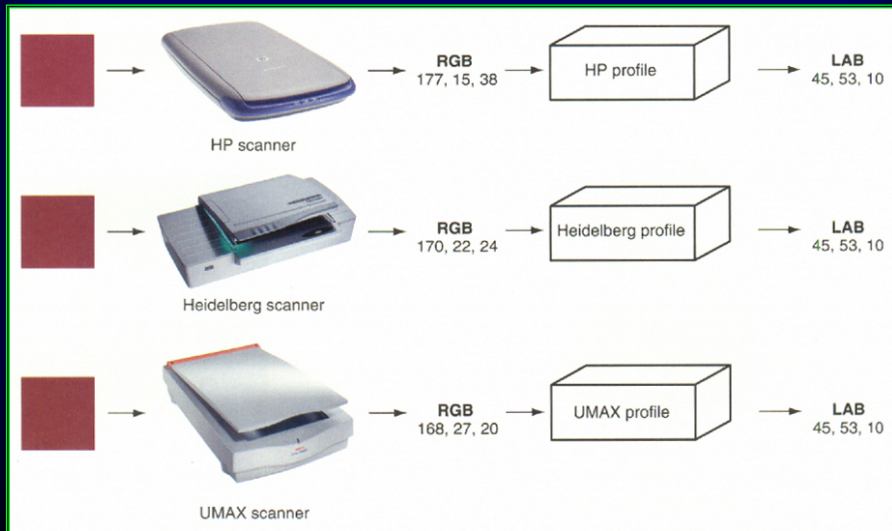 RGB
177, 15, 38
HP profile
LAB
45, 53, 10
HP scanner
RGB
170, 22, 24
Heidelberg profile
LAB
45, 53, 10
Heidelberg scanner
RGB
168, 27, 20
UMAX profile
LAB
45, 53, 10
UMAX scanner